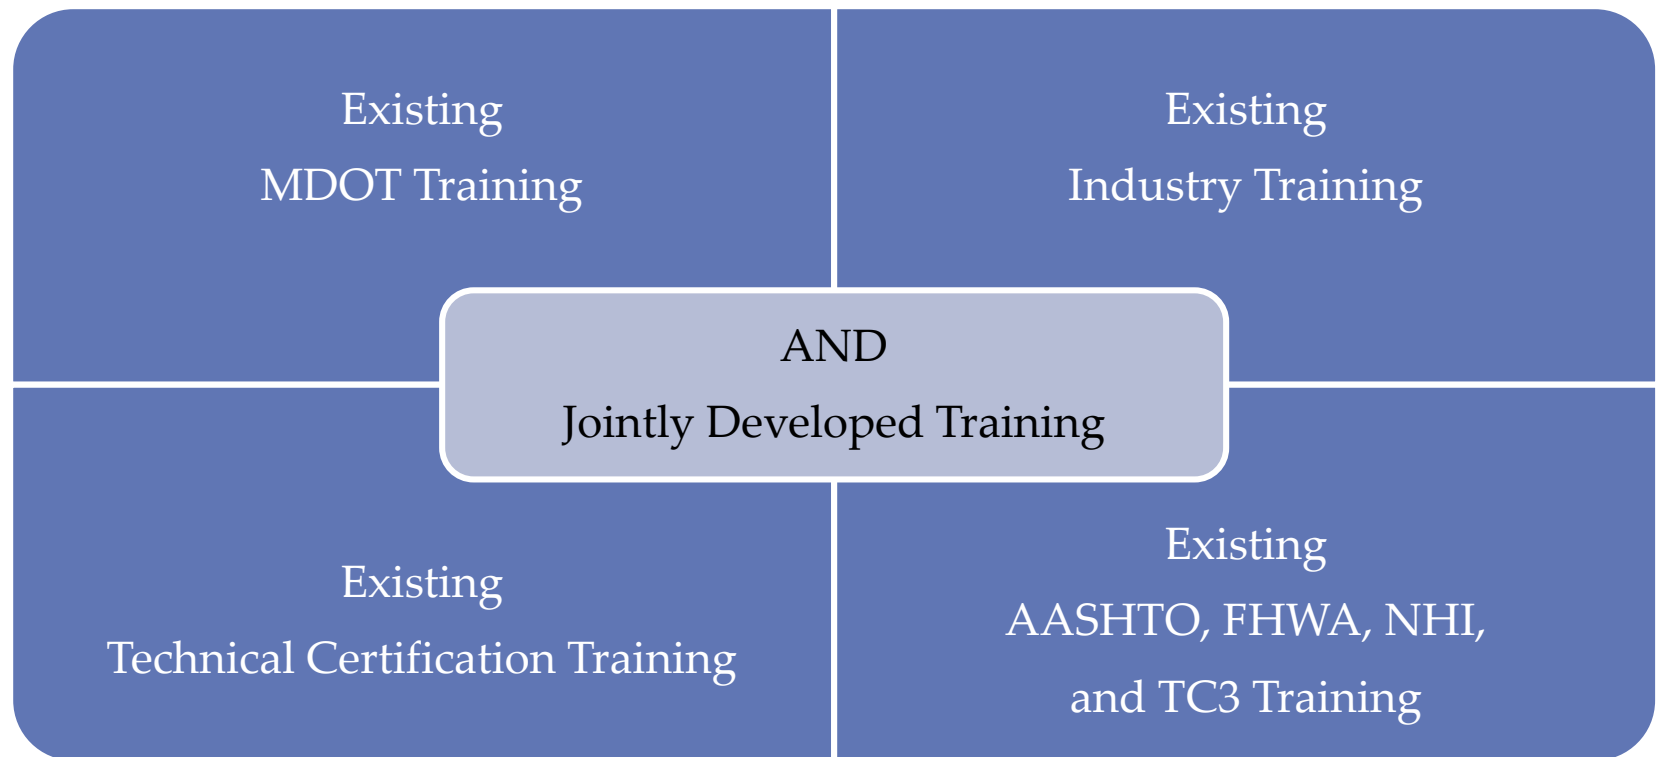 Existing
MDOT Training
Existing
Industry Training
AND
Jointly Developed Training
Existing
Technical Certification Training
Existing
AASHTO, FHWA, NHI,
and TC3 Training